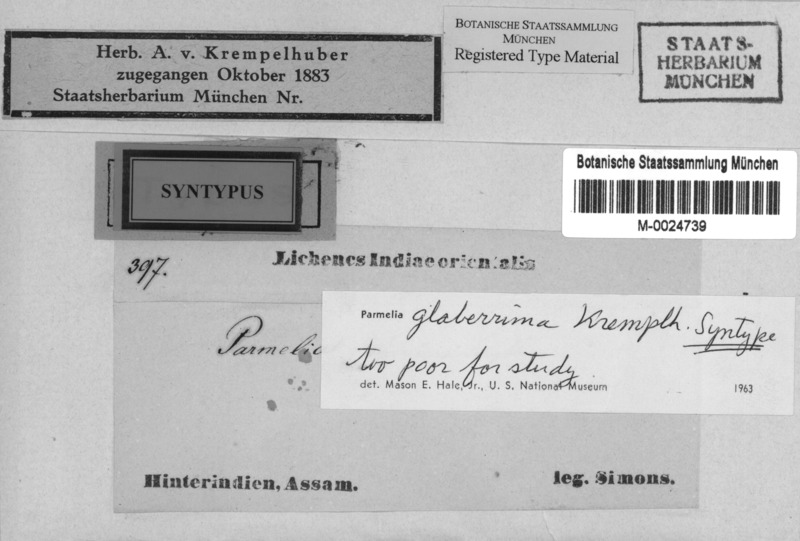 Herb. A. v. Krempelhuber
zugegangen Oktober 1883
Staatsherbarium München Nr.
BOTANISCHE STAATSSAMMLUNG
MÜNCHEN
Registered Type Material
STAATS-
HERBARIUM
MÜNCHEN
SYNTYPUS
Botanische Staatssammlung München
M-0024739
397.
Lichenes Indiae orientalis
Parmelia glaberrima Kremplh. Syntype
too poor for study.
det. Mason E. Hale, Jr., U. S. National Museum 1963
Parmelia
Hinterindien, Assam. leg. Simons.